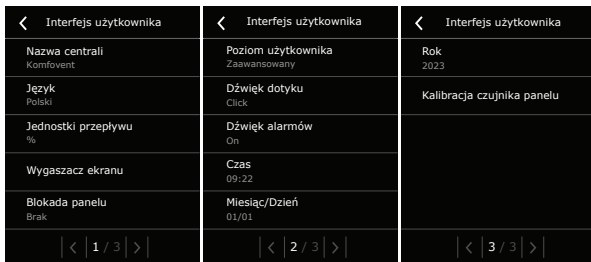 Interfejs użytkownika
Nazwa centrali
Komfovent
Język
Polski
Jednostki przepływu
%
Wygaszacz ekranu
Blokada panelu
Brak
1 / 3
Interfejs użytkownika
Poziom użytkownika
Zaawansowany
Dźwięk dotyku
Click
Dźwięk alarmów
On
Czas
09:22
Miesiąc/Dzień
01/01
2 / 3
Interfejs użytkownika
Rok
2023
Kalibracja czujnika panelu
3 / 3